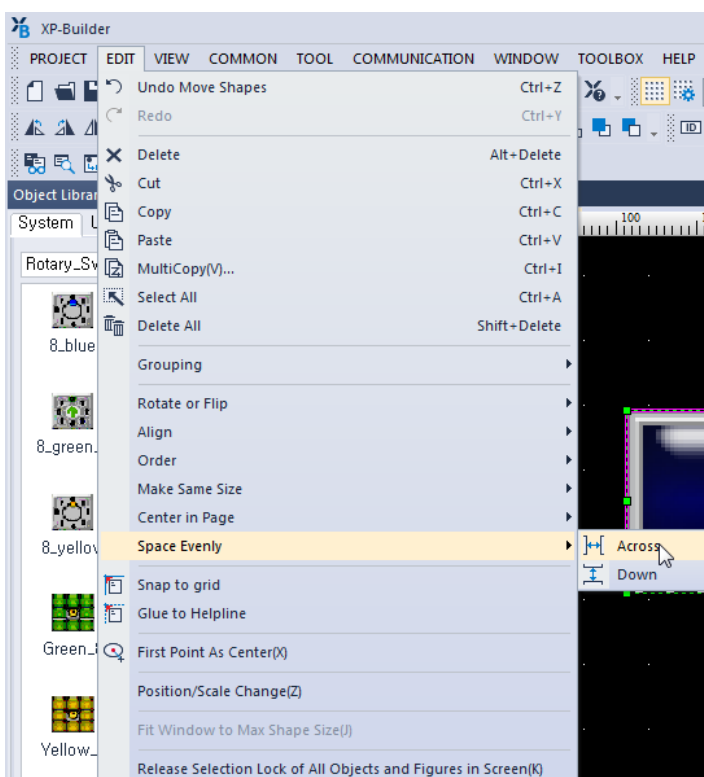 XP-Builder
PROJECT EDIT VIEW COMMON TOOL COMMUNICATION WINDOW TOOLBOX HELP
Undo Move Shapes Ctrl+Z
Redo Ctrl+Y
ID
Delete Alt+Delete
Cut Ctrl+X
Object Librar
System
Copy Ctrl+C
100
Paste Ctrl+V
Rotary_Sw
MultiCopy(V)... Ctrl+I
Select All Ctrl+A
Delete All Shift+Delete
8_blue
Grouping
Rotate or Flip
Align
8_green
Order
Make Same Size
Center in Page
Space Evenly
8_yellow
Across
Down
Snap to grid
Glue to Helpline
Green_8
First Point As Center(X)
Position/Scale Change(Z)
Fit Window to Max Shape Size(J)
Yellow_
Release Selection Lock of All Objects and Figures in Screen(K)